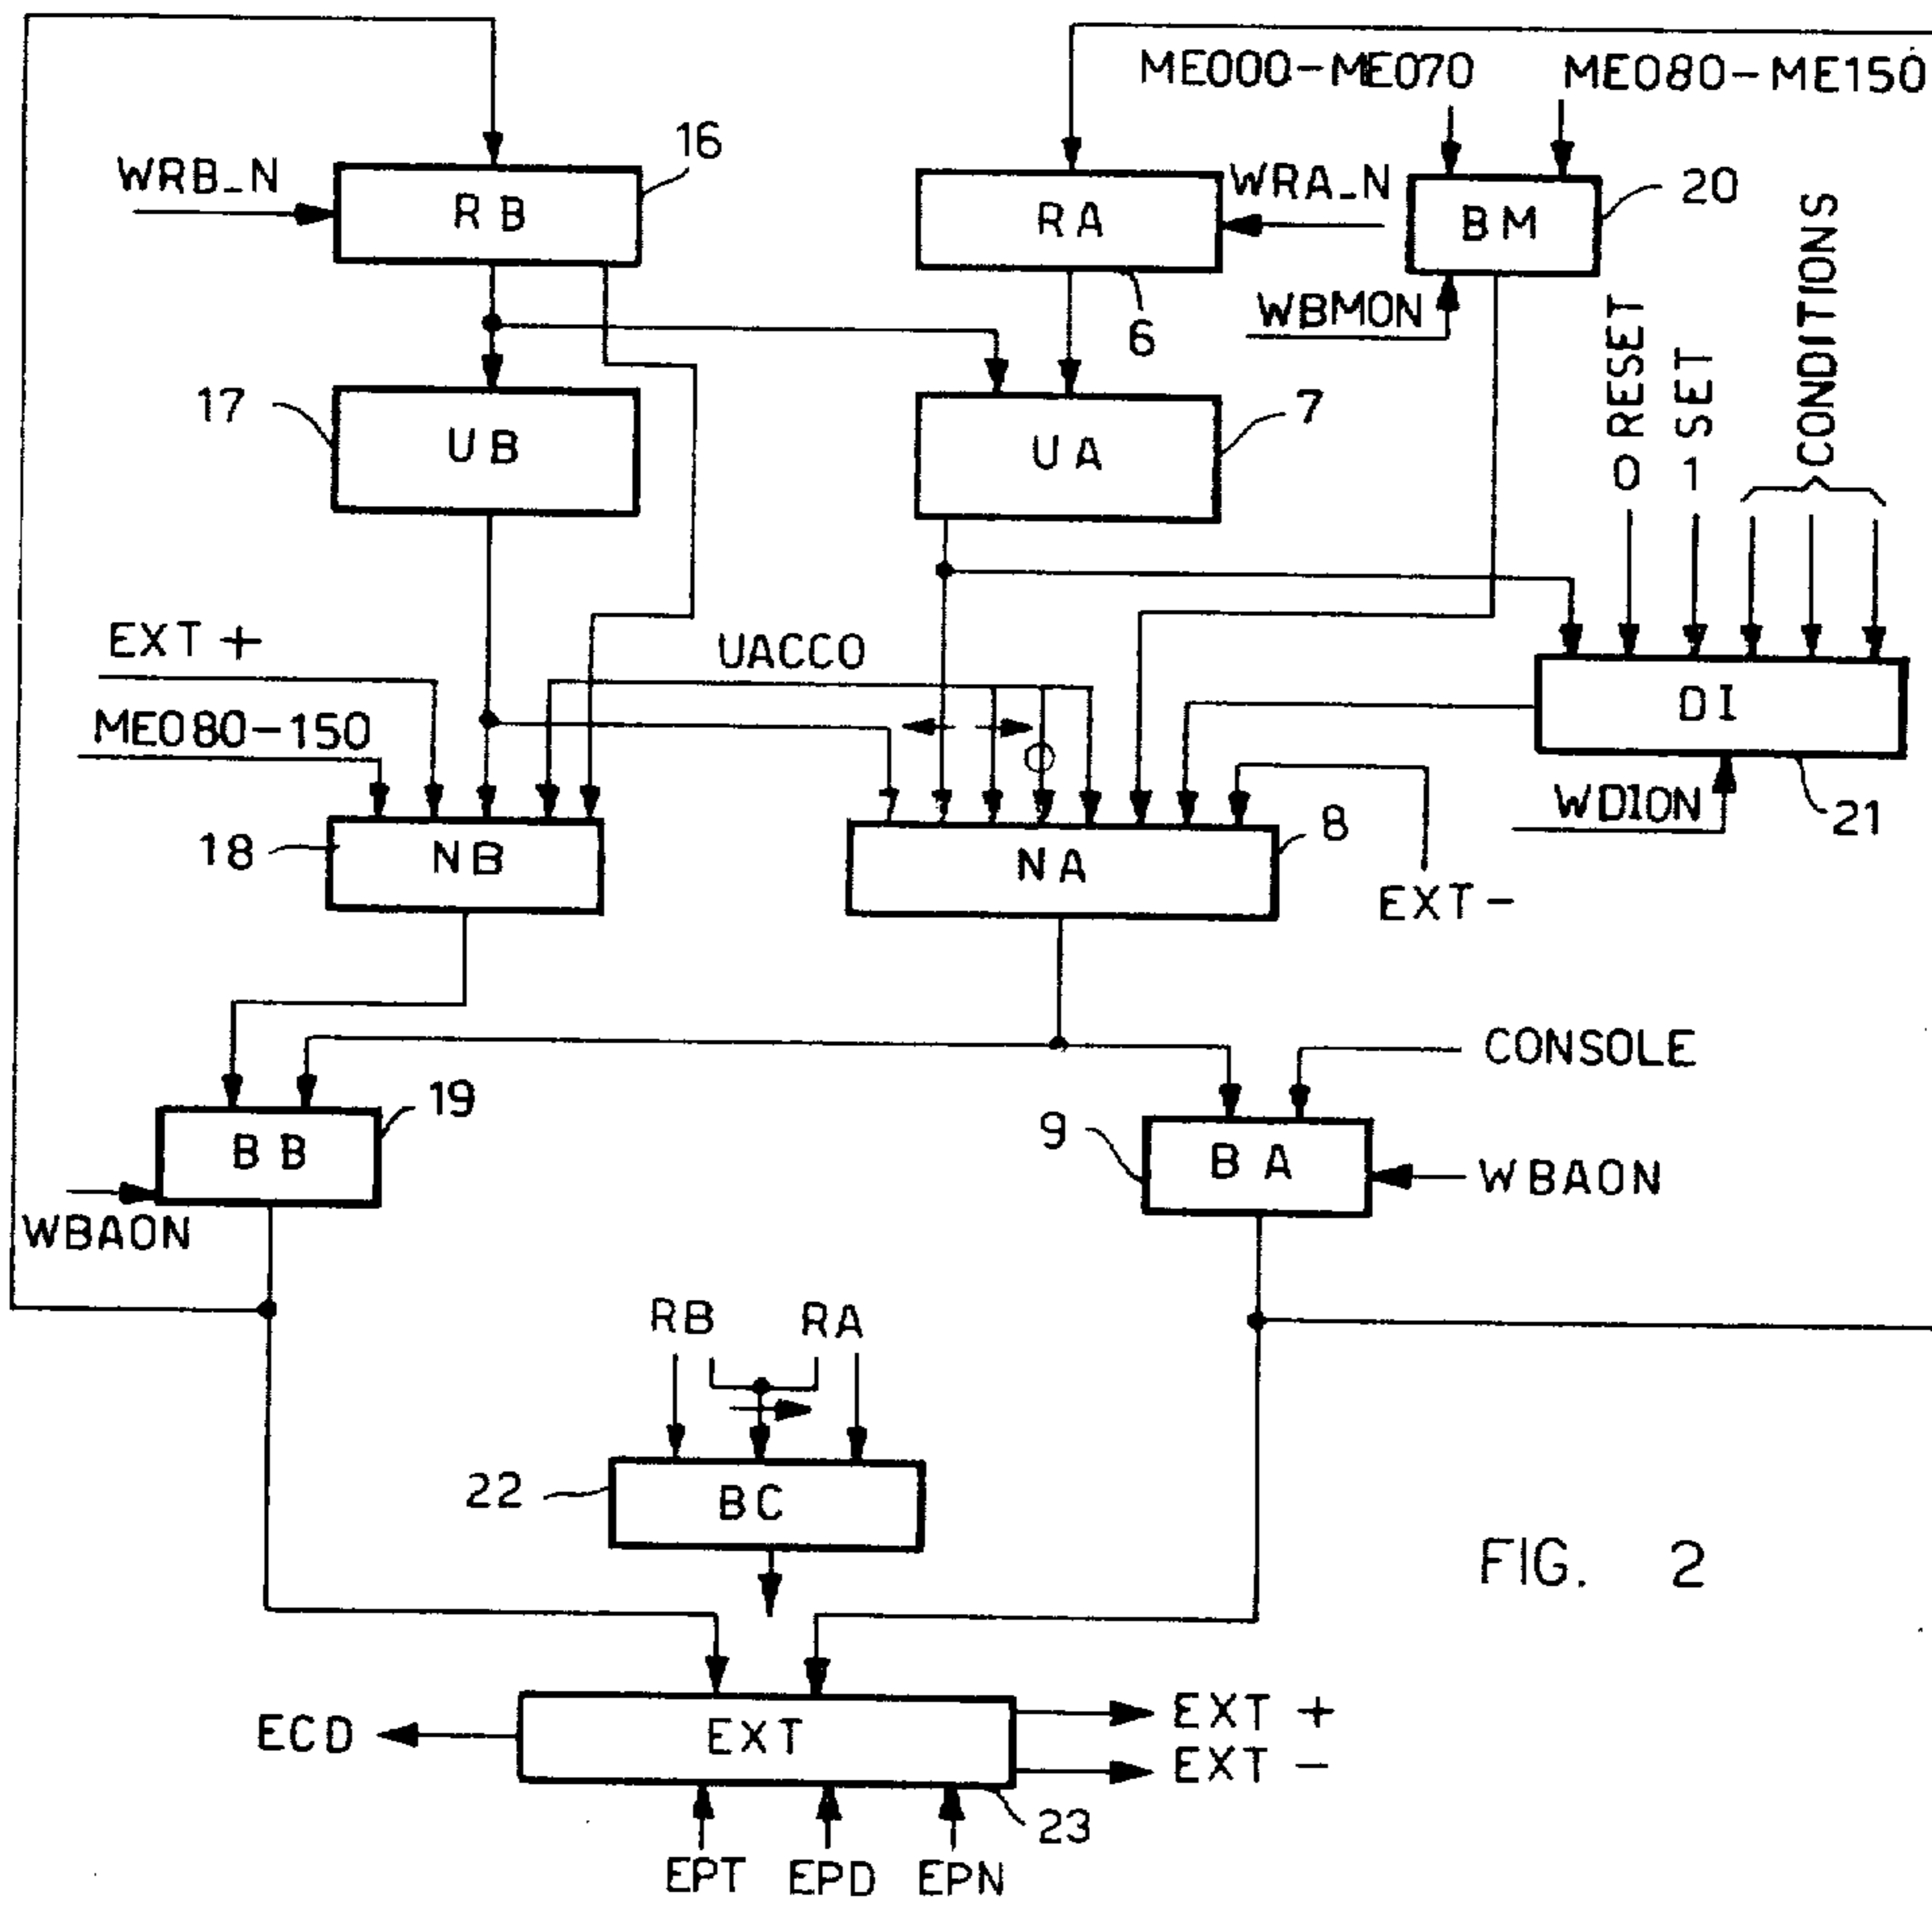 ME000-ME070
ME080-ME150
16
WRB_N
RB
RA
WRA_N
BM
20
6
WBMON
0 RESET
1 SET
CONDITIONS
17
UB
UA
7
EXT+
UACCO
ME080-150
DI
WDION
21
18
NB
NA
8
EXT-
CONSOLE
19
BB
9
BA
WBAON
WBAON
RB
RA
22
BC
FIG. 2
ECD
EXT
EXT +
EXT -
23
EPT
EPD
EPN